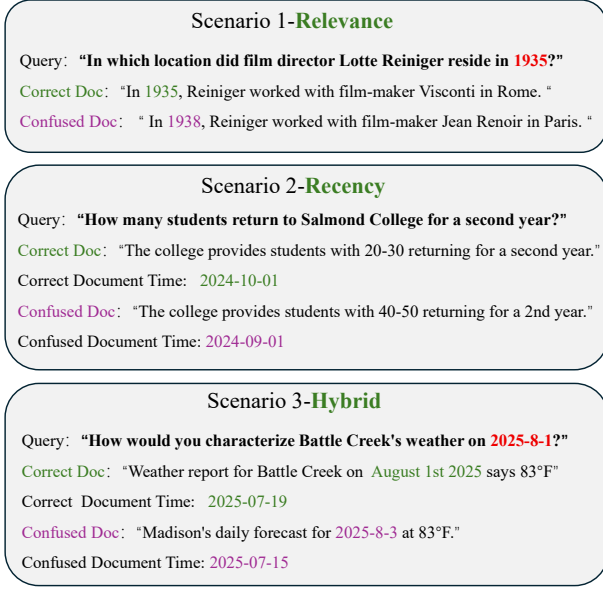 Scenario 1-Relevance
Query: “In which location did film director Lotte Reiniger reside in 1935?”
Correct Doc: “In 1935, Reiniger worked with film-maker Visconti in Rome. “
Confused Doc: “ In 1938, Reiniger worked with film-maker Jean Renoir in Paris. “
Scenario 2-Recency
Query: “How many students return to Salmond College for a second year?”
Correct Doc: “The college provides students with 20-30 returning for a second year.”
Correct Document Time: 2024-10-01
Confused Doc: “The college provides students with 40-50 returning for a 2nd year.”
Confused Document Time: 2024-09-01
Scenario 3-Hybrid
Query: “How would you characterize Battle Creek's weather on 2025-8-1?”
Correct Doc: “Weather report for Battle Creek on August 1st 2025 says 83°F”
Correct Document Time: 2025-07-19
Confused Doc: “Madison's daily forecast for 2025-8-3 at 83°F.”
Confused Document Time: 2025-07-15